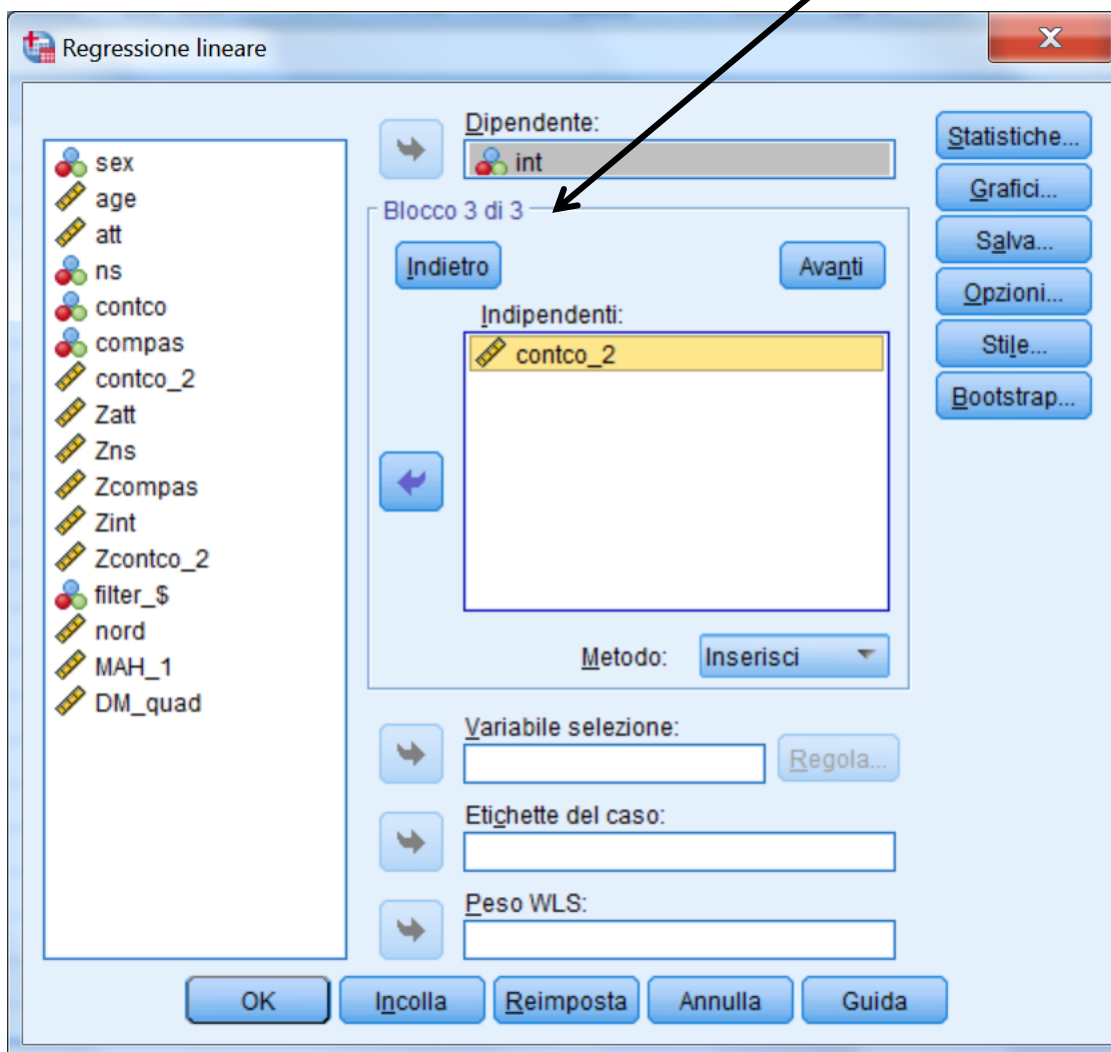 Regressione lineare
sex
age
att
ns
contco
compas
contco_2
Zatt
Zns
Zcompas
Zint
Zcontco_2
filter_$
nord
MAH_1
DM_quad
Dipendente:
int
Blocco 3 di 3
Indietro
Avanti
Indipendenti:
contco_2
Metodo: Inserisci
Variabile selezione:
Regola...
Etichette del caso:
Peso WLS:
Statistiche...
Grafici...
Salva...
Opzioni...
Stile...
Bootstrap...
OK Incolla Reimposta Annulla Guida